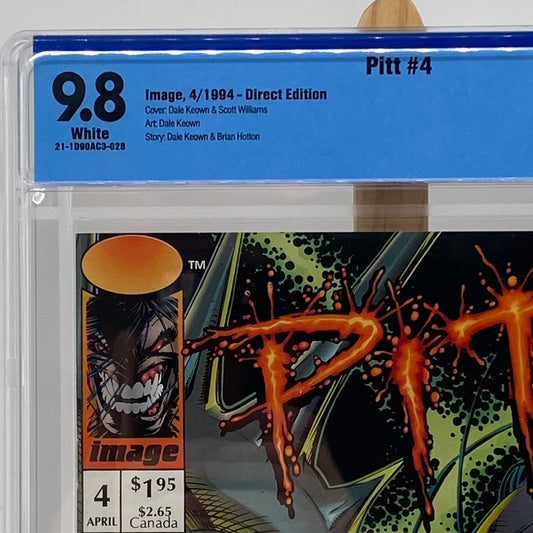 Pitt #4
9.8
White
21-1D90AC3-028
Image, 4/1994 - Direct Edition
Cover: Dale Keown & Scott Williams
Art: Dale Keown
Story: Dale Keown & Brian Hotton
TM
PIT
image
4
APRIL
$1.95
$2.65
Canada